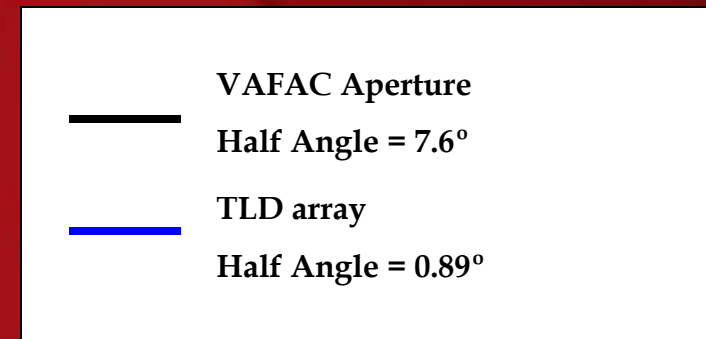 VAFAC Aperture
Half Angle = 7.6º
TLD array
Half Angle = 0.89º